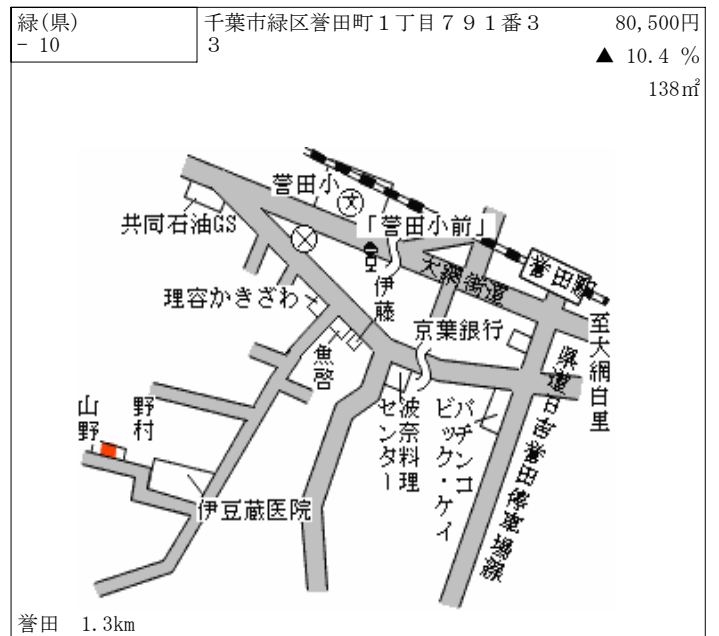 緑(県)
- 10
千葉市緑区誉田町１丁目７９１番３
３
80,500円
▲ 10.4 %
138㎡
誉田小
文
共同石油GS
「誉田小前」
大網街道
誉田駅
理容かきざわ
伊藤
京葉銀行
至大網白里
魚啓
県道日吉誉田停車場線
山野
野村
波奈料理
センター
パチンコ
ビック・ケイ
伊豆蔵医院
誉田 1.3km